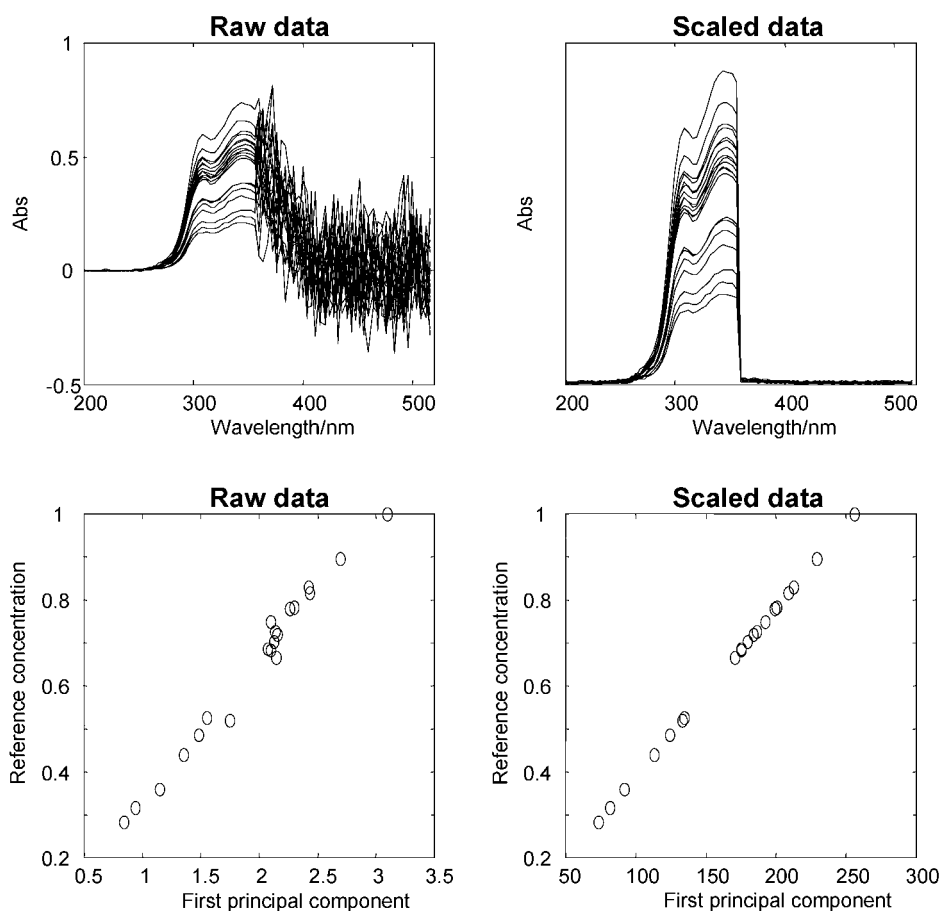 Raw data
Scaled data
1
0.5
0
-0.5
Abs
200
300
400
500
Wavelength/nm
Abs
200
300
400
500
Wavelength/nm
Raw data
Scaled data
1
0.8
0.6
0.4
0.2
Reference concentration
0.5
1
1.5
2
2.5
3
3.5
First principal component
1
0.8
0.6
0.4
0.2
Reference concentration
50
100
150
200
250
300
First principal component